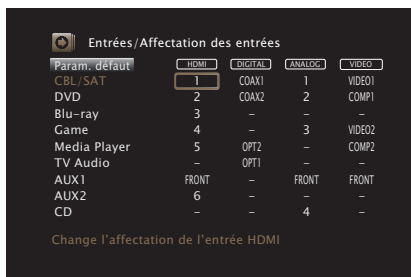 Entrées/Affectation des entrées
Param. défaut HDMI DIGITAL ANALOG VIDEO
CBL/SAT 1 COAX1 1 VIDEO1
DVD 2 COAX2 2 COMP1
Blu-ray 3 – – –
Game 4 – 3 VIDEO2
Media Player 5 OPT2 – COMP2
TV Audio – OPT1 – –
AUX1 FRONT – FRONT FRONT
AUX2 6 – – –
CD – – 4 –
Change l'affectation de l'entrée HDMI